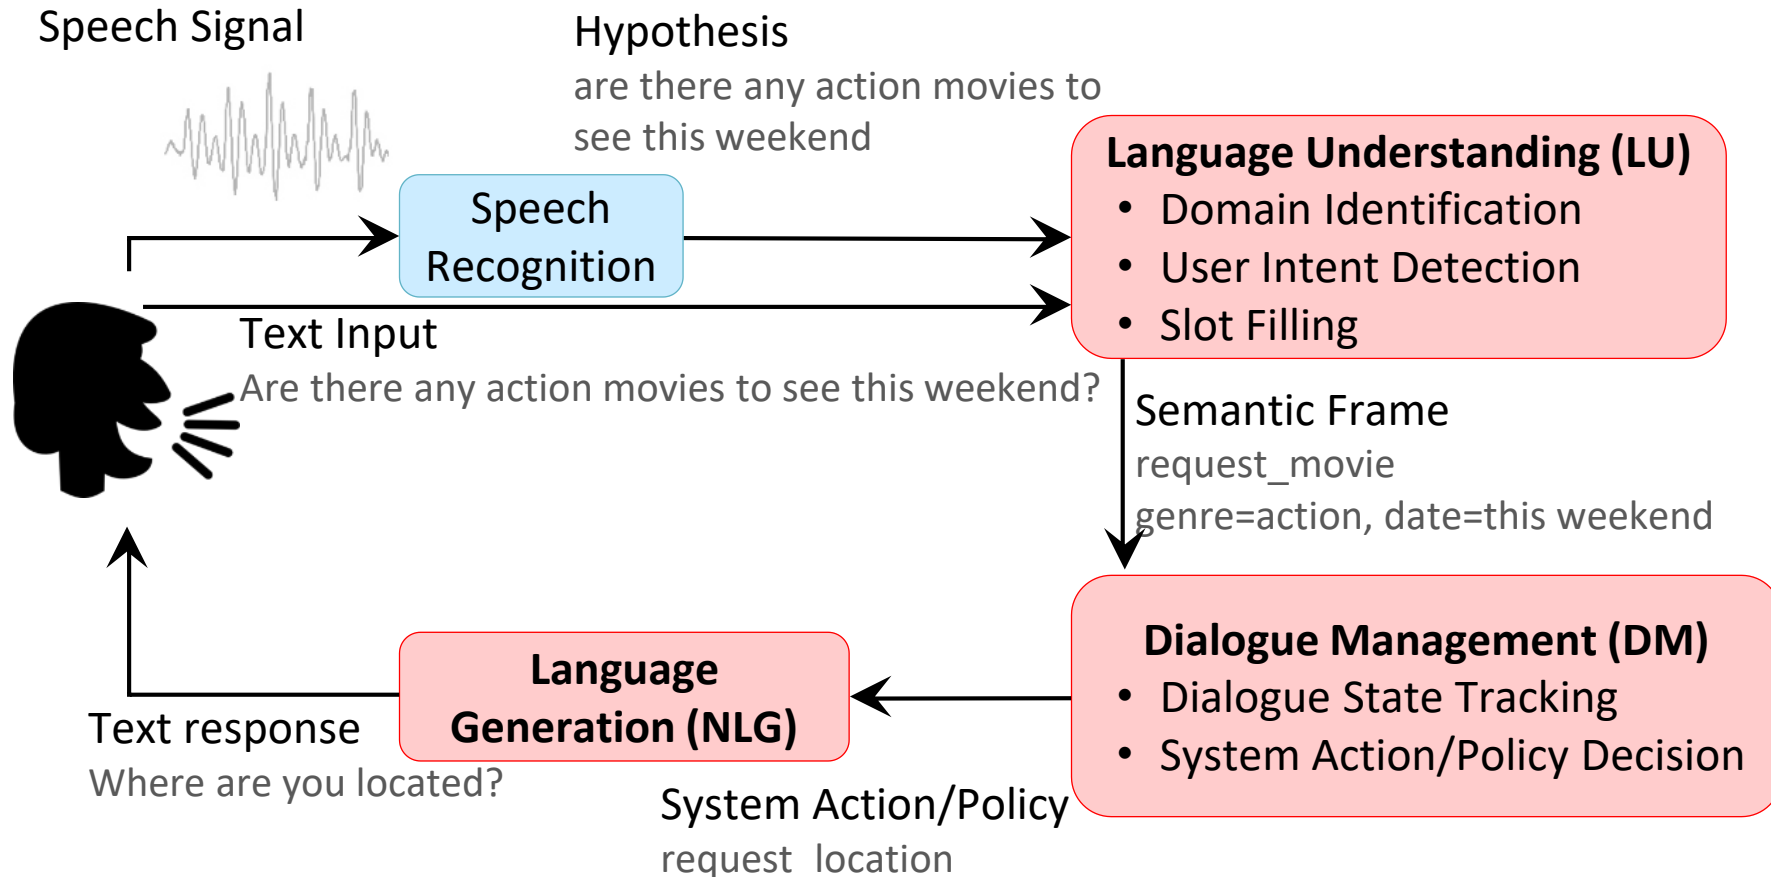 Speech Signal
Hypothesis
are there any action movies to
see this weekend
Speech
Recognition
Language Understanding (LU)
• Domain Identification
• User Intent Detection
• Slot Filling
Text Input
Are there any action movies to see this weekend?
Semantic Frame
request_movie
genre=action, date=this weekend
Dialogue Management (DM)
• Dialogue State Tracking
• System Action/Policy Decision
Language
Generation (NLG)
System Action/Policy
request_location
Text response
Where are you located?